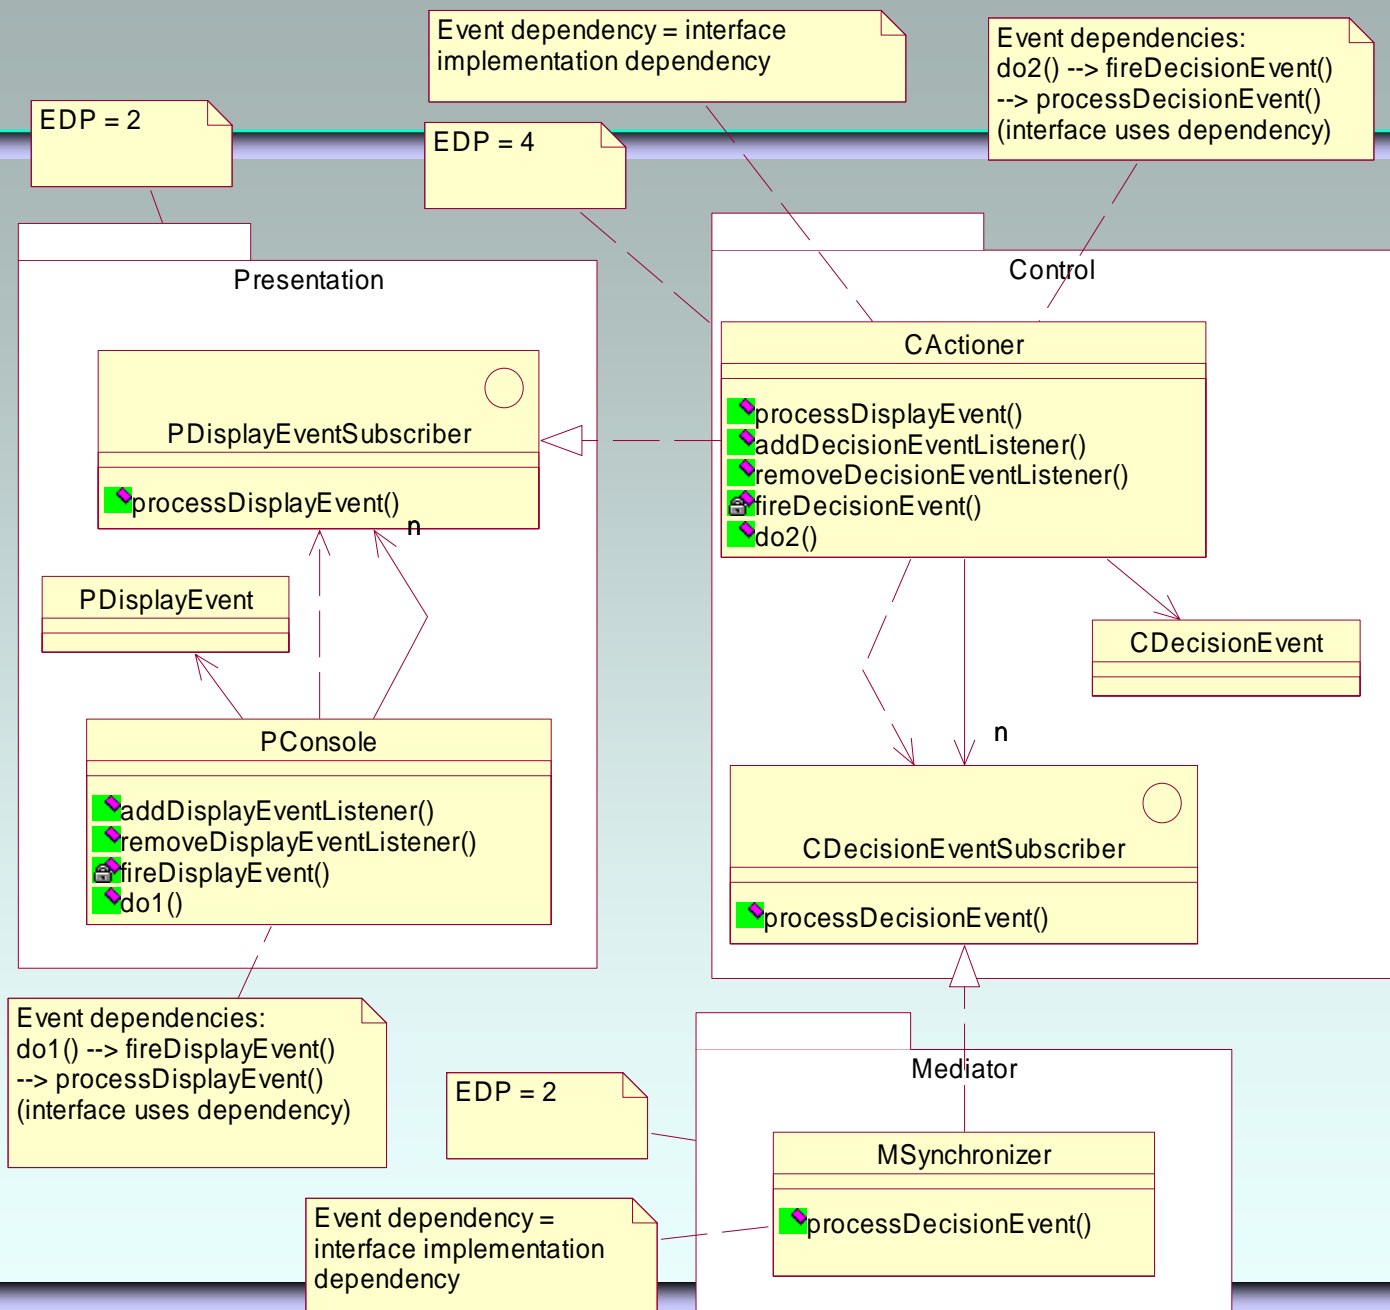 Event dependency = interface
implementation dependency
Event dependencies:
do2() --> fireDecisionEvent()
--> processDecisionEvent()
(interface uses dependency)
EDP = 2
EDP = 4
Presentation
PDisplayEventSubscriber
processDisplayEvent()
n
PDisplayEvent
PConsole
addDisplayEventListener()
removeDisplayEventListener()
fireDisplayEvent()
do1()
Event dependencies:
do1() --> fireDisplayEvent()
--> processDisplayEvent()
(interface uses dependency)
Control
CActioner
processDisplayEvent()
addDecisionEventListener()
removeDecisionEventListener()
fireDecisionEvent()
do2()
CDecisionEvent
n
CDecisionEventSubscriber
processDecisionEvent()
EDP = 2
Mediator
MSynchronizer
processDecisionEvent()
Event dependency =
interface implementation
dependency